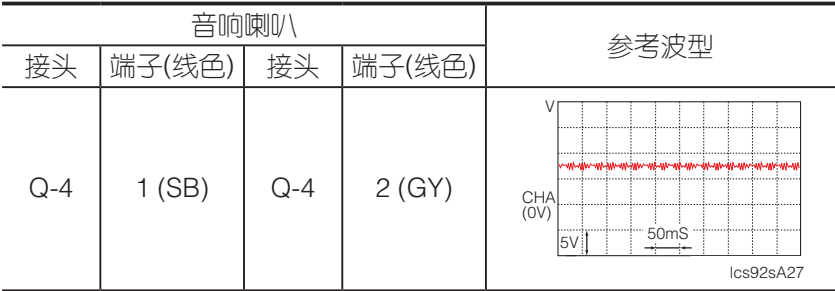 音响喇叭
参考波型
接头 端子(线色) 接头 端子(线色)
Q-4 1 (SB) Q-4 2 (GY)
V
CHA
(0V)
5V
50mS
lcs92sA27